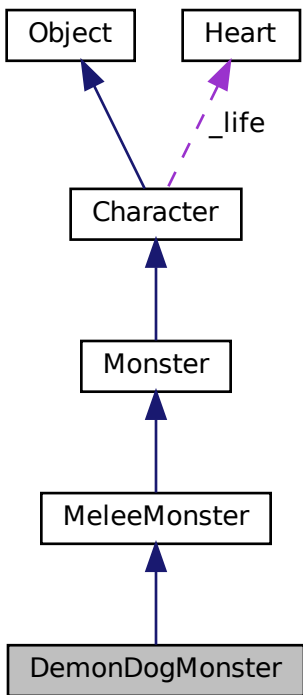 Object
Heart
_life
Character
Monster
MeleeMonster
DemonDogMonster